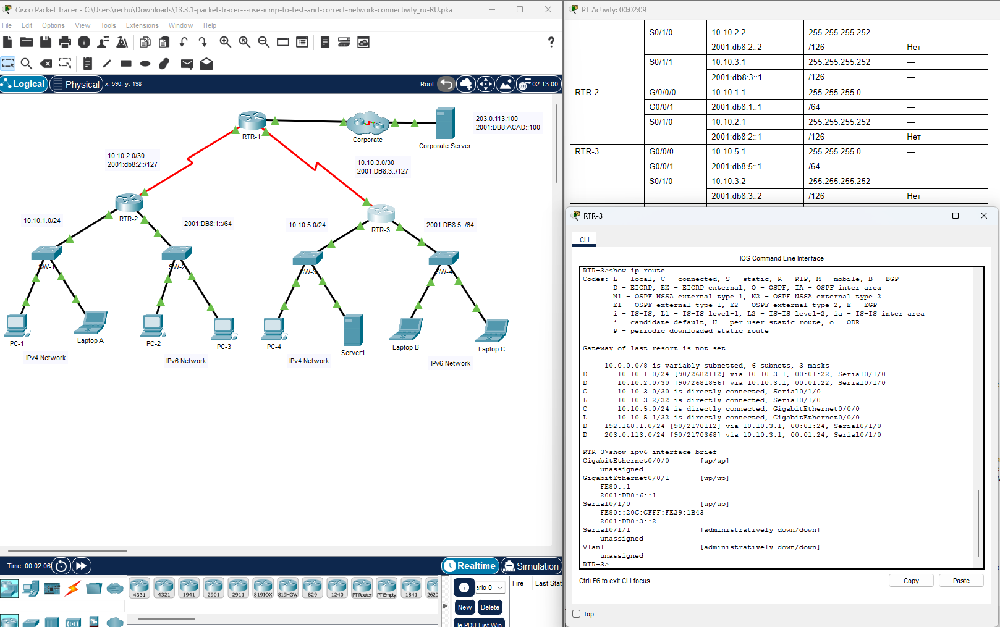 Cisco Packet Tracer - C:\Users\rechu\Downloads\13.3.1-packet-tracer---use-icmp-to-test-and-correct-network-connectivity_ru-RU.pka
File Edit Options View Tools Extensions Window Help
Logical
Physical
x: 590, y: 198
Root
02:13:00
RTR-1
Corporate
Corporate Server
203.0.113.100
2001:DB8:ACAD::100
10.10.2.0/30
2001:db8:2::/127
10.10.3.0/30
2001:DB8:3::/127
RTR-2
RTR-3
10.10.1.0/24
2001:DB8:1::/64
10.10.5.0/24
2001:DB8:5::/64
SW-1
SW-2
SW-3
SW-4
PC-1
Laptop A
PC-2
PC-3
PC-4
Server1
Laptop B
Laptop C
IPv4 Network
IPv6 Network
IPv4 Network
IPv6 Network
Time: 00:02:06
Realtime
Simulation
4331
4321
1941
2901
2911
819IOX
819HGW
829
1240
PT-Router
PT-Empty
1841
2620
ario 0
New
Delete
Fire
Last Stat
PT Activity: 00:02:09
S0/1/0 10.10.2.2 255.255.255.252 —
2001:db8:2::2 /126 Нет
S0/1/1 10.10.3.1 255.255.255.252 —
2001:db8:3::1 /126 —
RTR-2 G/0/0/0 10.10.1.1 255.255.255.0 —
G0/0/1 2001:db8:1::1 /64 —
S0/1/0 10.10.2.1 255.255.255.252 —
2001:db8:2::1 /126 Нет
RTR-3 G0/0/0 10.10.5.1 255.255.255.0 —
G0/0/1 2001:db8:5::1 /64 —
S0/1/0 10.10.3.2 255.255.255.252 —
2001:db8:3::2 /126 Нет
RTR-3
CLI
IOS Command Line Interface
RTR-3>show ip route
Codes: L - local, C - connected, S - static, R - RIP, M - mobile, B - BGP
D - EIGRP, EX - EIGRP external, O - OSPF, IA - OSPF inter area
N1 - OSPF NSSA external type 1, N2 - OSPF NSSA external type 2
E1 - OSPF external type 1, E2 - OSPF external type 2, E - EGP
i - IS-IS, L1 - IS-IS level-1, L2 - IS-IS level-2, ia - IS-IS inter area
* - candidate default, U - per-user static route, o - ODR
P - periodic downloaded static route
Gateway of last resort is not set
10.0.0.0/8 is variably subnetted, 6 subnets, 3 masks
D 10.10.1.0/24 [90/2682112] via 10.10.3.1, 00:01:22, Serial0/1/0
D 10.10.2.0/30 [90/2681856] via 10.10.3.1, 00:01:22, Serial0/1/0
C 10.10.3.0/30 is directly connected, Serial0/1/0
L 10.10.3.2/32 is directly connected, Serial0/1/0
C 10.10.5.0/24 is directly connected, GigabitEthernet0/0/0
L 10.10.5.1/32 is directly connected, GigabitEthernet0/0/0
D 192.168.1.0/24 [90/2170112] via 10.10.3.1, 00:01:24, Serial0/1/0
D 203.0.113.0/24 [90/2170368] via 10.10.3.1, 00:01:24, Serial0/1/0
RTR-3>show ipv6 interface brief
GigabitEthernet0/0/0 [up/up]
unassigned
GigabitEthernet0/0/1 [up/up]
FE80::1
2001:DB8:6::1
Serial0/1/0 [up/up]
FE80::20C:CFFF:FE29:1B43
2001:DB8:3::2
Serial0/1/1 [administratively down/down]
unassigned
Vlan1 [administratively down/down]
unassigned
RTR-3>
Ctrl+F6 to exit CLI focus
Copy
Paste
Top